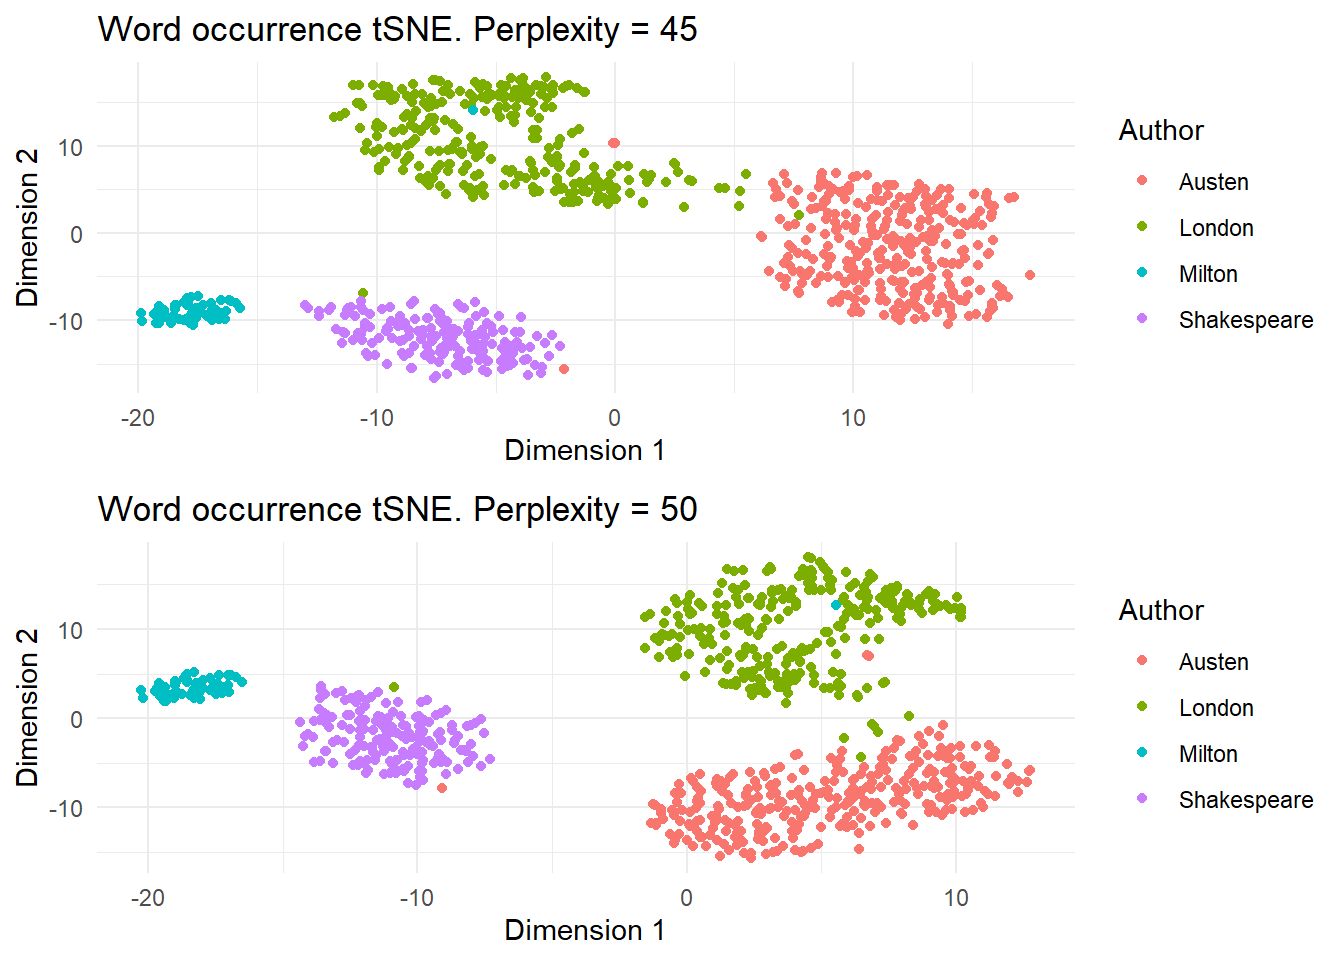 Word occurrence tSNE. Perplexity = 45
10
0
-10
Dimension 2
-20
-10
0
10
Dimension 1
Author
Austen
London
Milton
Shakespeare
Word occurrence tSNE. Perplexity = 50
10
0
-10
Dimension 2
-20
-10
0
10
Dimension 1
Author
Austen
London
Milton
Shakespeare